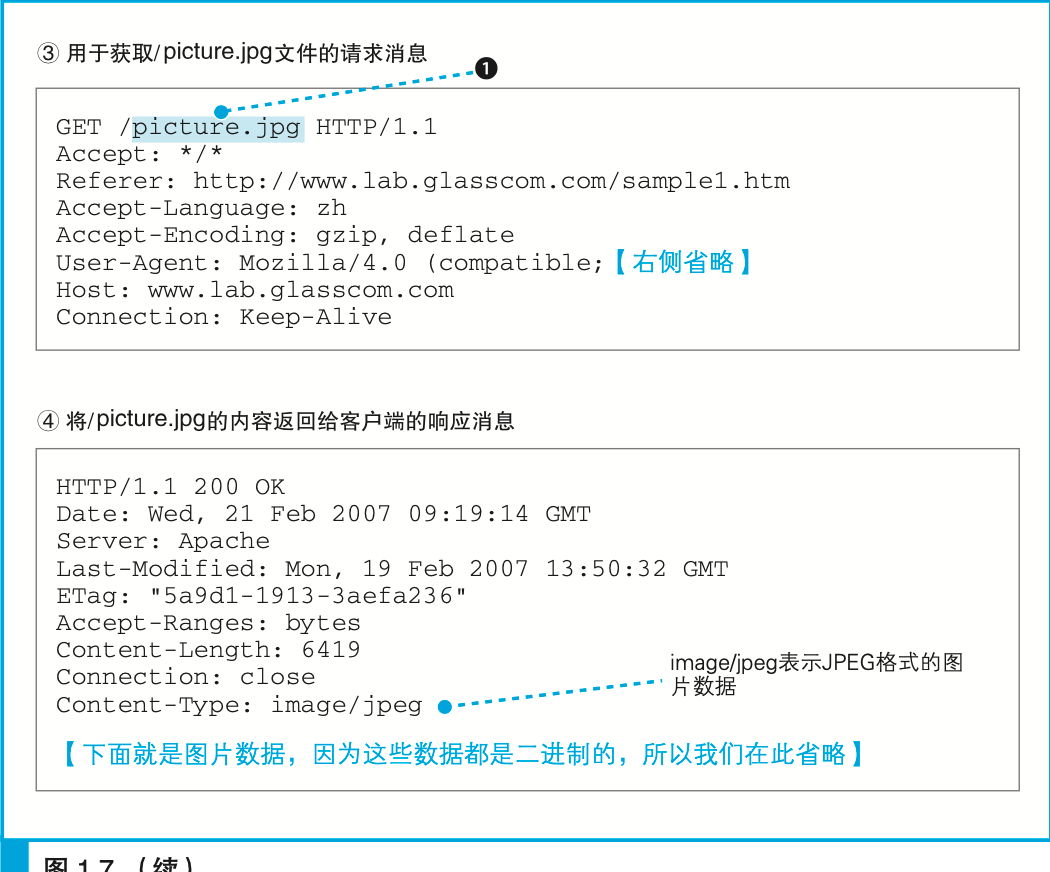 ③ 用于获取/picture.jpg文件的请求消息
❶
GET /picture.jpg HTTP/1.1
Accept: */*
Referer: http://www.lab.glasscom.com/sample1.htm
Accept-Language: zh
Accept-Encoding: gzip, deflate
User-Agent: Mozilla/4.0 (compatible;【右侧省略】
Host: www.lab.glasscom.com
Connection: Keep-Alive
④ 将/picture.jpg的内容返回给客户端的响应消息
HTTP/1.1 200 OK
Date: Wed, 21 Feb 2007 09:19:14 GMT
Server: Apache
Last-Modified: Mon, 19 Feb 2007 13:50:32 GMT
ETag: "5a9d1-1913-3aefa236"
Accept-Ranges: bytes
Content-Length: 6419
Connection: close
Content-Type: image/jpeg
image/jpeg表示JPEG格式的图
片数据
【下面就是图片数据，因为这些数据都是二进制的，所以我们在此省略】
图 1.7 （续）